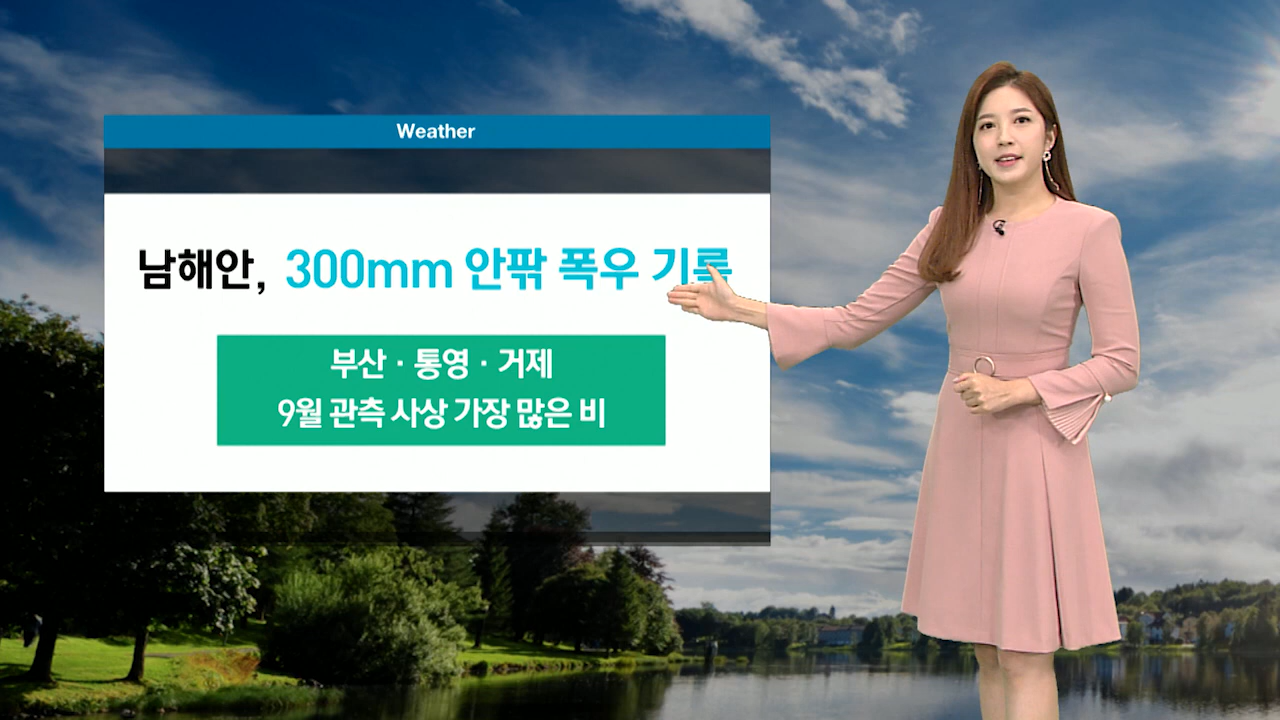 Weather
남해안, 300mm 안팎 폭우 기록
부산 · 통영 · 거제
9월 관측 사상 가장 많은 비